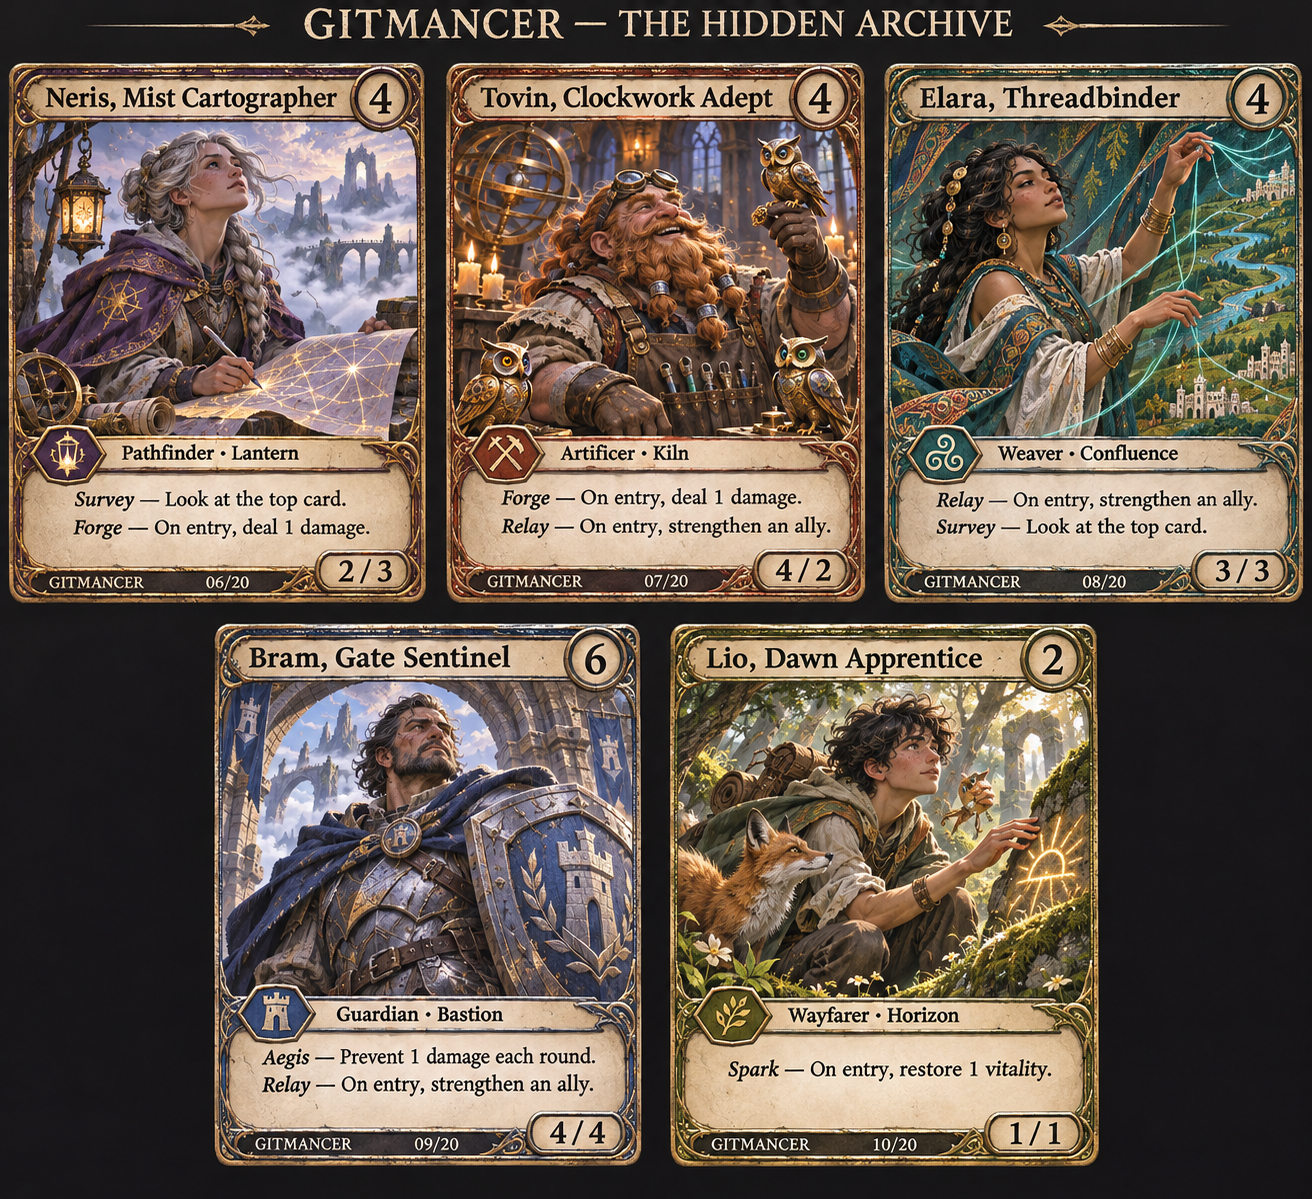 GITMANCER — THE HIDDEN ARCHIVE
Neris, Mist Cartographer 4
Pathfinder • Lantern
Survey — Look at the top card.
Forge — On entry, deal 1 damage.
GITMANCER 06/20 2/3
Tovin, Clockwork Adept 4
Artificer • Kiln
Forge — On entry, deal 1 damage.
Relay — On entry, strengthen an ally.
GITMANCER 07/20 4/2
Elara, Threadbinder 4
Weaver • Confluence
Relay — On entry, strengthen an ally.
Survey — Look at the top card.
GITMANCER 08/20 3/3
Bram, Gate Sentinel 6
Guardian • Bastion
Aegis — Prevent 1 damage each round.
Relay — On entry, strengthen an ally.
GITMANCER 09/20 4/4
Lio, Dawn Apprentice 2
Wayfarer • Horizon
Spark — On entry, restore 1 vitality.
GITMANCER 10/20 1/1